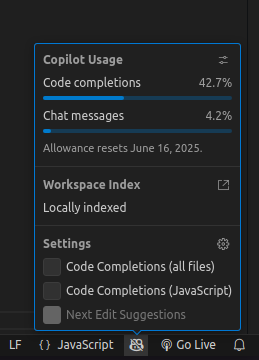 Copilot Usage
Code completions 42.7%
Chat messages 4.2%
Allowance resets June 16, 2025.
Workspace Index
Locally indexed
Settings
Code Completions (all files)
Code Completions (JavaScript)
Next Edit Suggestions
LF {} JavaScript Go Live